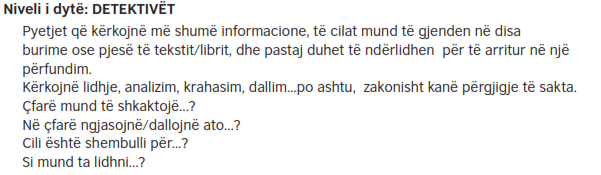 Niveli i dytë: DETEKTIVËT
Pyetjet që kërkojnë më shumë informacione, të cilat mund të gjenden në disa
burime ose pjesë të tekstit/librit, dhe pastaj duhet të ndërlidhen për të arritur në një
përfundim.
Kërkojnë lidhje, analizim, krahasim, dallim...po ashtu, zakonisht kanë përgjigje të sakta.
Çfarë mund të shkaktojë...?
Në çfarë ngjasojnë/dallojnë ato...?
Cili është shembulli për...?
Si mund ta lidhni...?